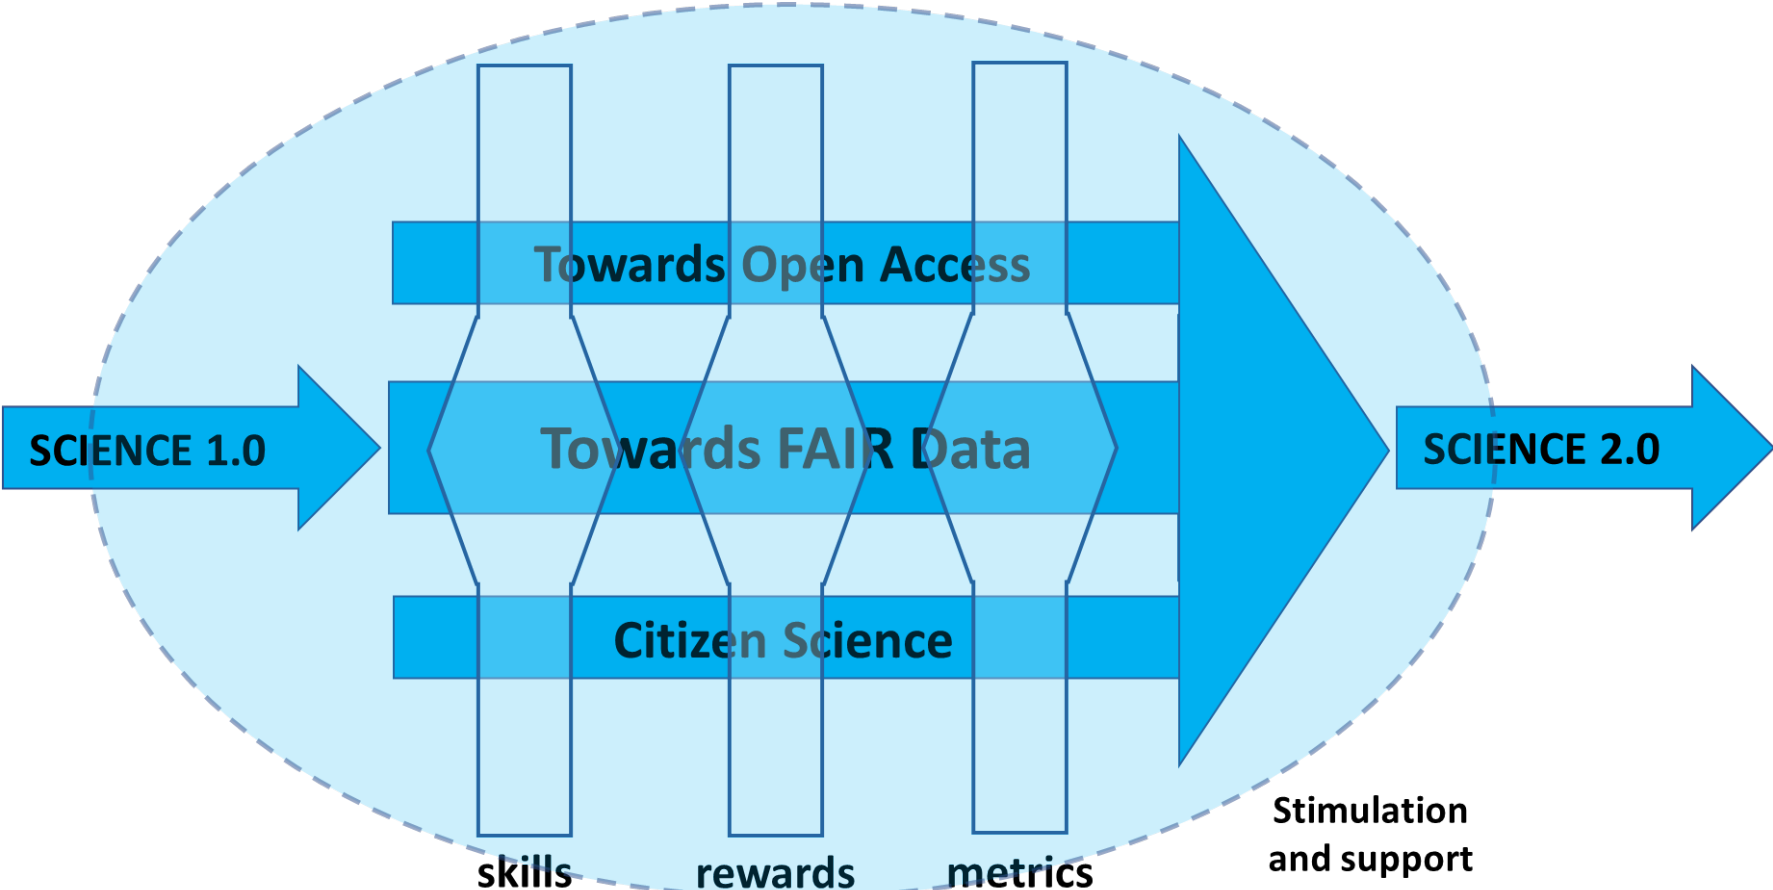 Towards Open Access
SCIENCE 1.0
Towards FAIR Data
SCIENCE 2.0
Citizen Science
Stimulation
and support
skills
rewards
metrics